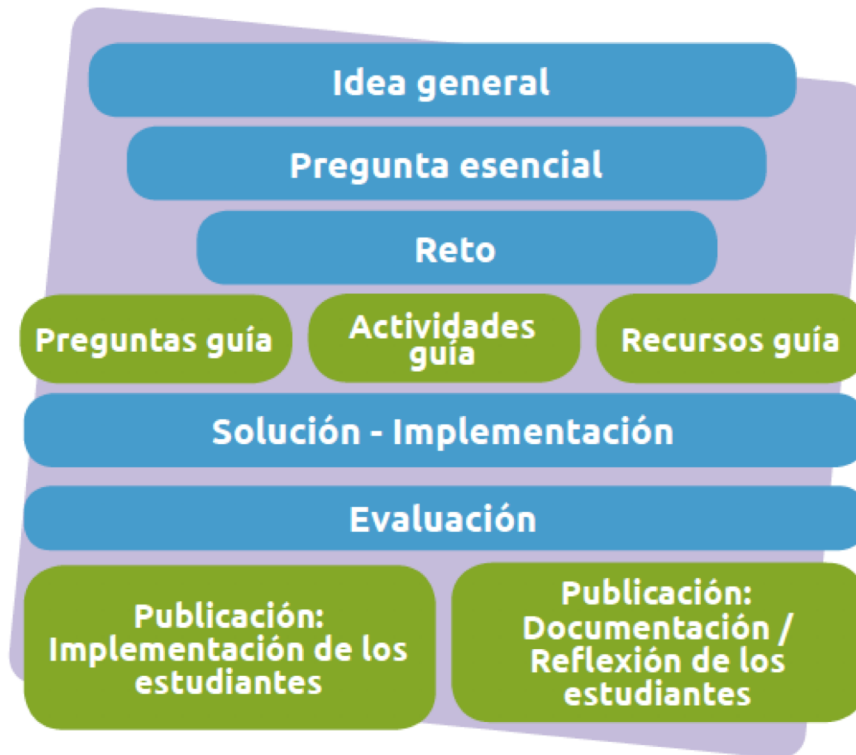 Idea general
Pregunta esencial
Reto
Preguntas guía
Actividades
guía
Recursos guía
Solución - Implementación
Evaluación
Publicación:
Implementación de los
estudiantes
Publicación:
Documentación /
Reflexión de los
estudiantes